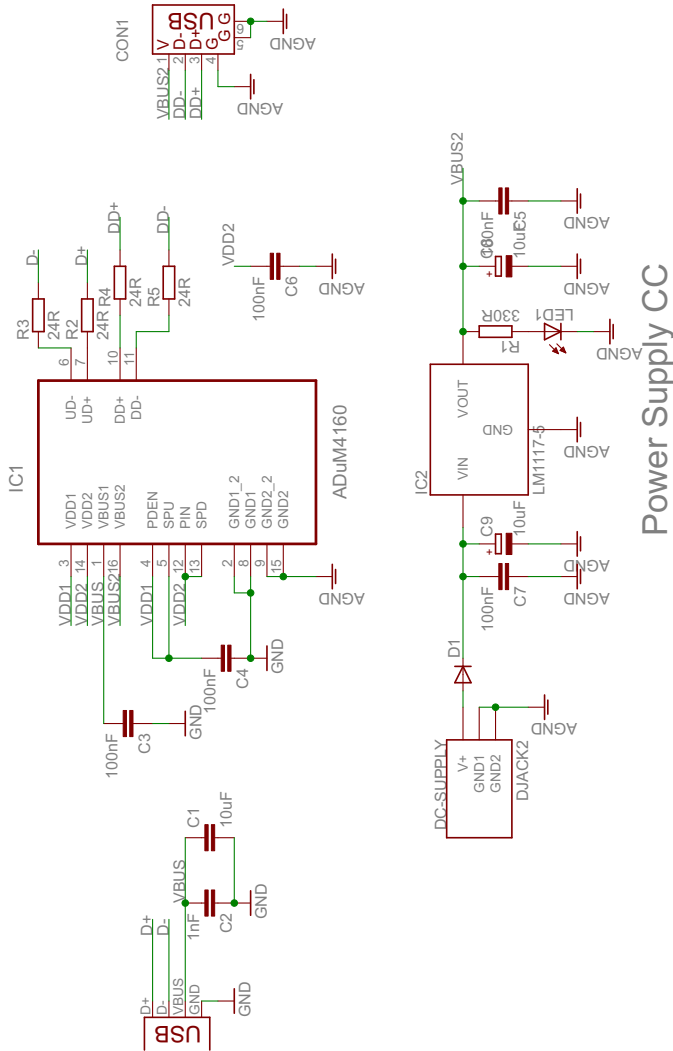 CON1
USB
V
D-
D+
G
G
G
1
2
3
4
5
6
VBUS2
DD-
DD+
AGND
AGND
D-
D+
DD+
DD-
R3
24R
R2
24R
R4
24R
R5
24R
6
7
10
11
VDD2
100nF
C6
AGND
IC1
UD-
UD+
DD+
DD-
VDD1
VDD2
VBUS1
VBUS2
PDEN
SPU
PIN
SPD
GND1_2
GND1
GND2_2
GND2
ADuM4160
3
14
1
16
4
5
12
13
2
8
9
15
VDD1
VDD2
VBUS
VBUS2
VDD1
VDD2
AGND
100nF
C3
GND
100nF
C4
GND
VBUS
C1
10uF
1nF
C2
GND
D+
D-
D+
D-
VBUS
GND
USB
GND
VBUS2
C5
10uF
AGND
AGND
R1
330R
LED1
AGND
IC2
VOUT
GND
VIN
LM1117-5
AGND
C9
10uF
AGND
100nF
C7
AGND
D1
DC-SUPPLY
V+
GND1
GND2
DJACK2
AGND
Power Supply CC